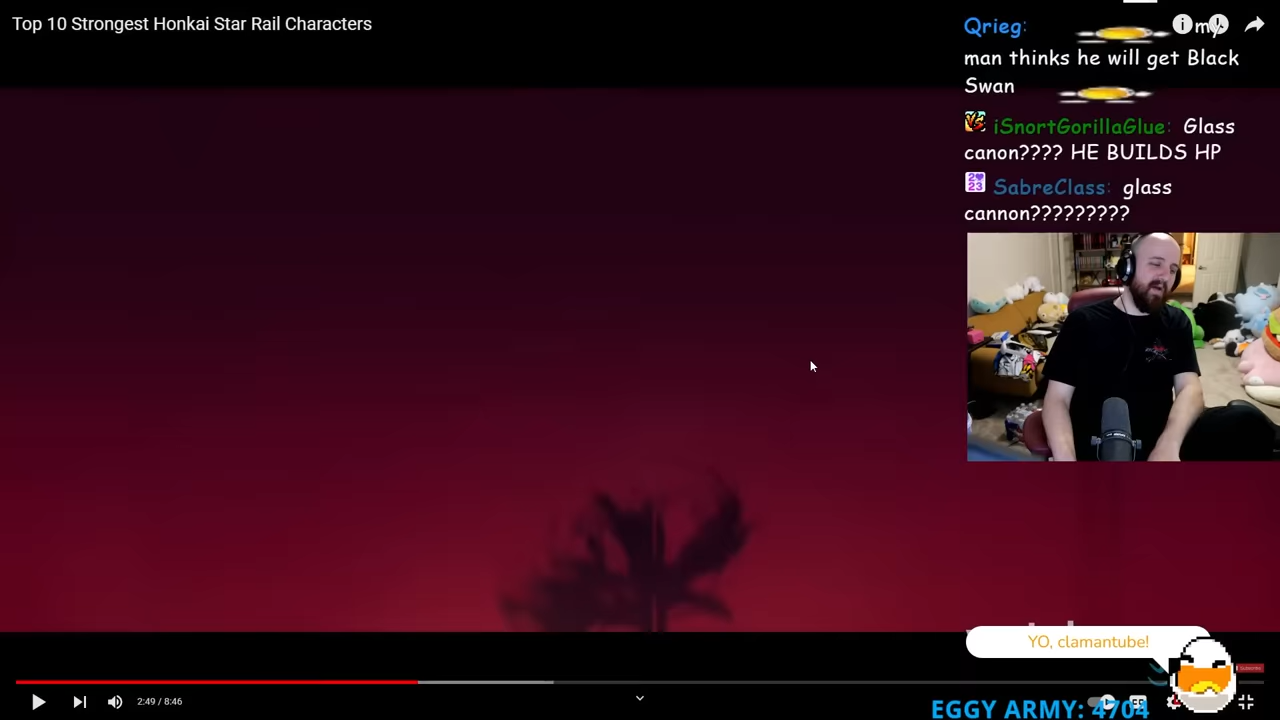 Top 10 Strongest Honkai Star Rail Characters
Qrieg: my
man thinks he will get Black
Swan
iSnortGorillaGlue: Glass
canon???? HE BUILDS HP
SabreClass: glass
cannon?????????
YO, clamantube!
2:49 / 8:46
EGGY ARMY: 4704